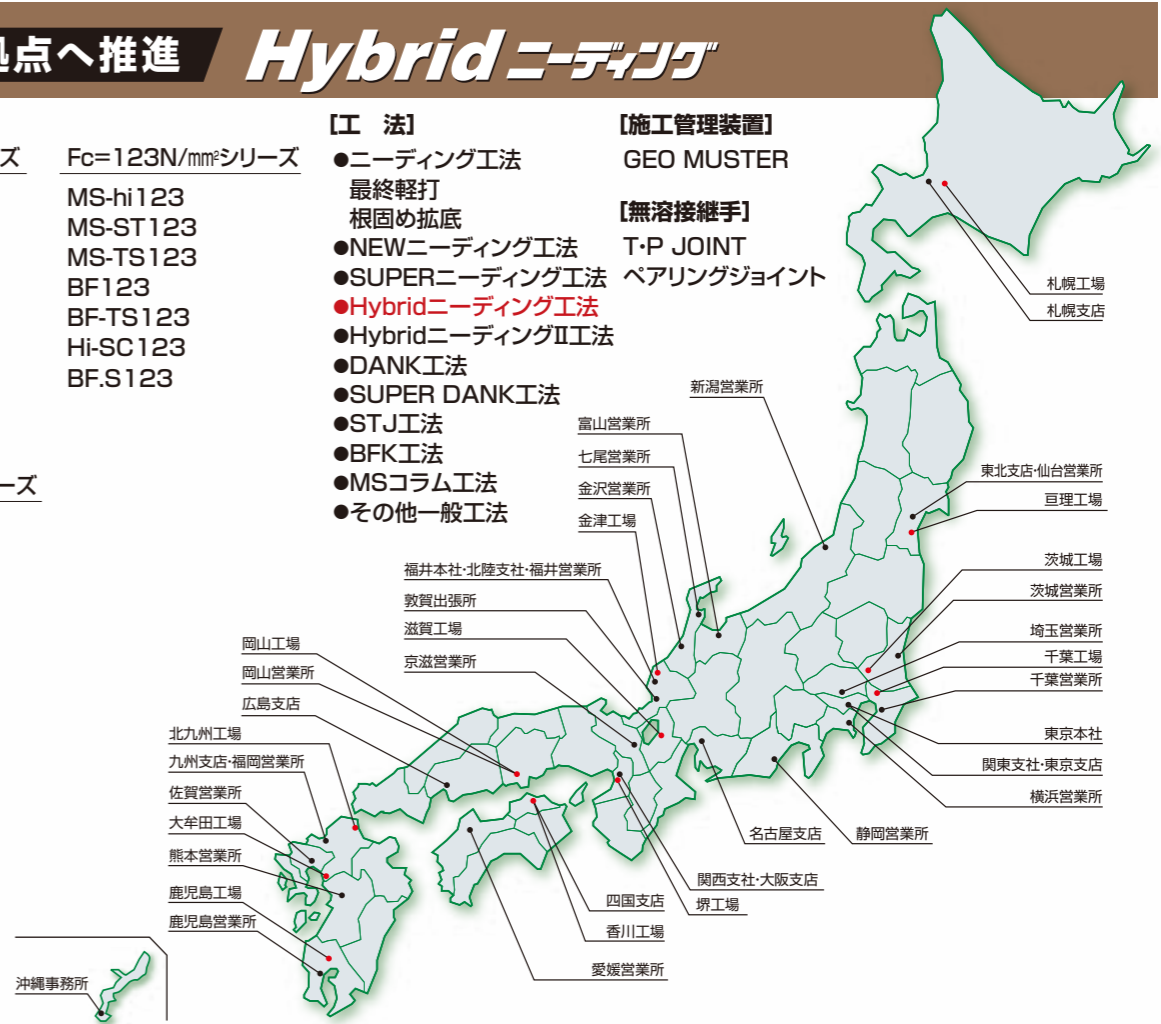 処点へ推進
Hybrid ニーディング
ズ
Fc=123N/mm²シリーズ
MS-hi123
MS-ST123
MS-TS123
BF123
BF-TS123
Hi-SC123
BF.S123
ーズ
[工 法]
●ニーディング工法
最終軽打
根固め拡底
●NEWニーディング工法
●SUPERニーディング工法
●Hybridニーディング工法
●HybridニーディングII工法
●DANK工法
●SUPER DANK工法
●STJ工法
●BFK工法
●MSコラム工法
●その他一般工法
[施工管理装置]
GEO MUSTER
[無溶接継手]
T・P JOINT
ペアリングジョイント
札幌工場
札幌支店
新潟営業所
富山営業所
七尾営業所
金沢営業所
金津工場
福井本社・北陸支社・福井営業所
敦賀出張所
滋賀工場
京滋営業所
岡山工場
岡山営業所
広島支店
北九州工場
九州支店・福岡営業所
佐賀営業所
大牟田工場
熊本営業所
鹿児島工場
鹿児島営業所
沖縄事務所
東北支店・仙台営業所
亘理工場
茨城工場
茨城営業所
埼玉営業所
千葉工場
千葉営業所
東京本社
関東支社・東京支店
横浜営業所
静岡営業所
名古屋支店
関西支社・大阪支店
堺工場
四国支店
香川工場
愛媛営業所